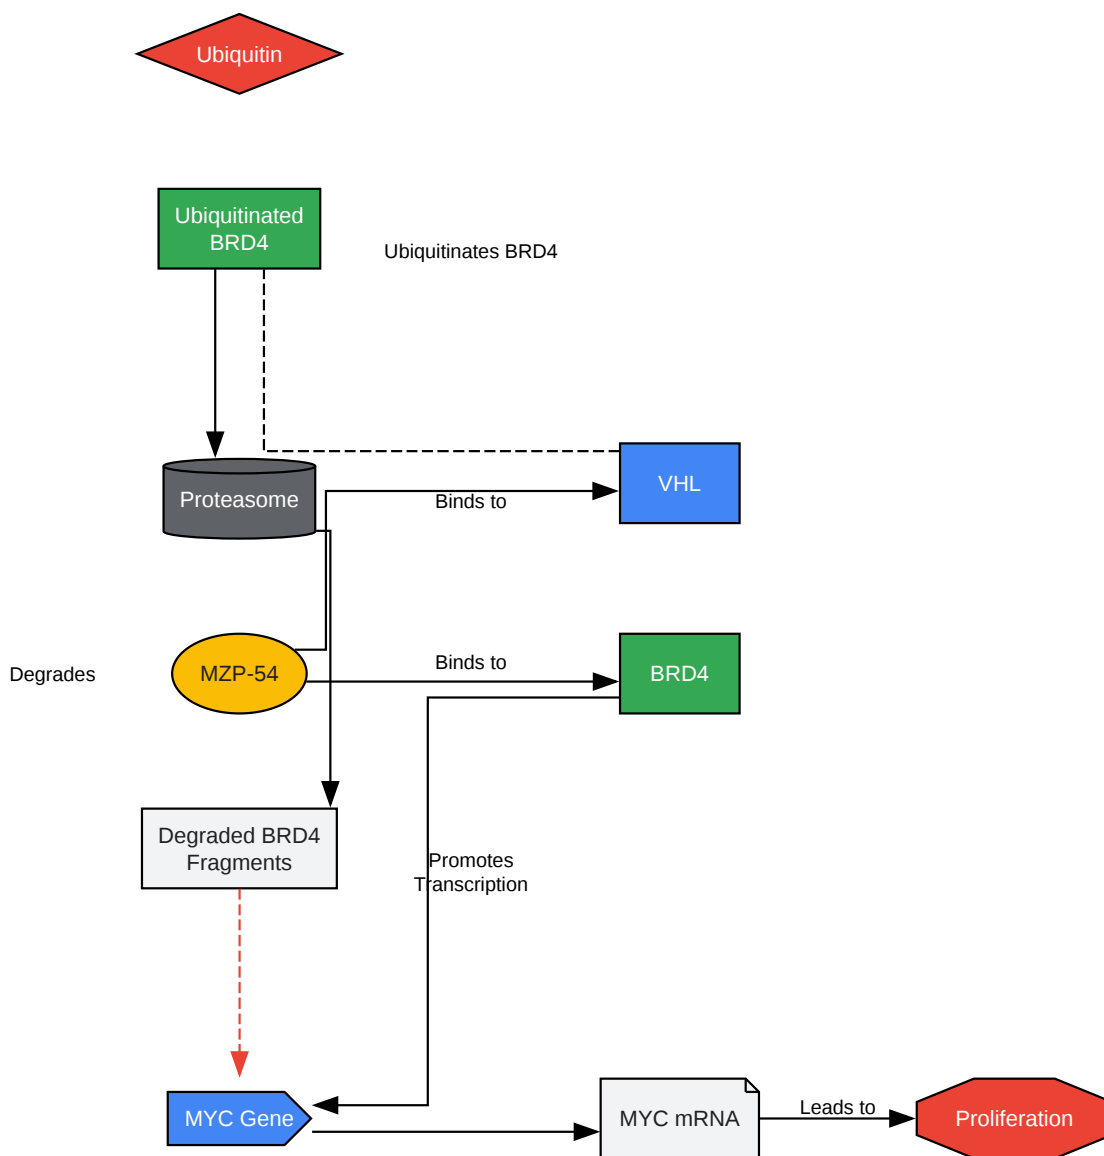 Ubiquitin
Ubiquitinated
BRD4
Ubiquitinates BRD4
Proteasome
Binds to
VHL
Degrades
MZP-54
Binds to
BRD4
Degraded BRD4
Fragments
Promotes
Transcription
MYC Gene
MYC mRNA
Leads to
Proliferation